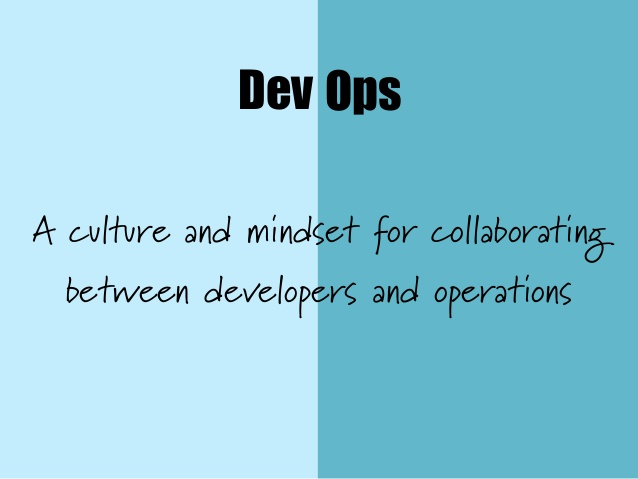 Dev Ops
A culture and mindset for collaborating
between developers and operations